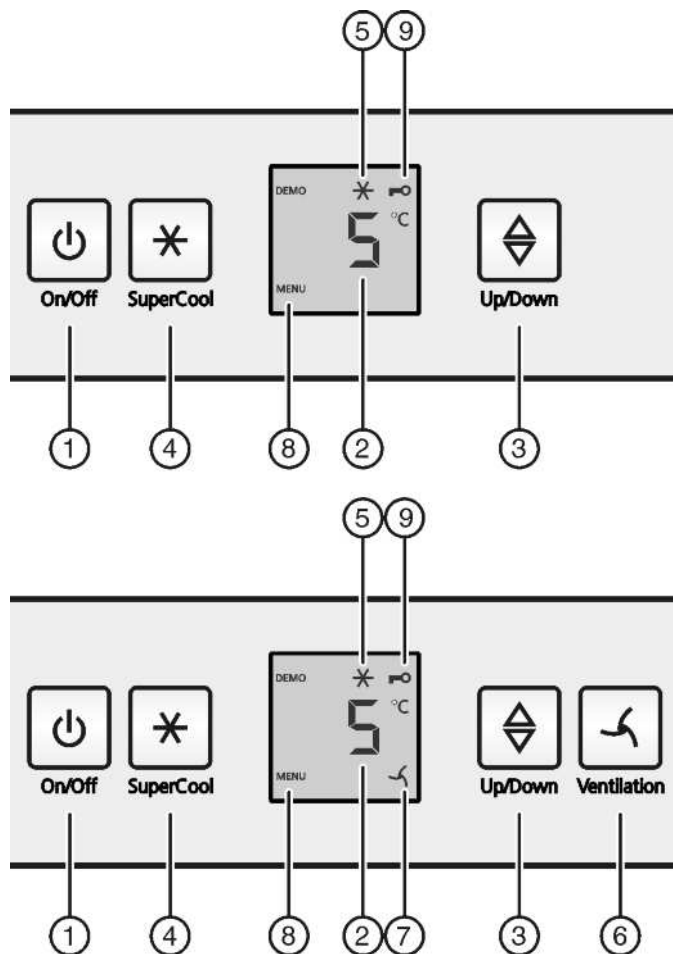 5 9
DEMO
5 °C
MENU
On/Off SuperCool Up/Down
1 4 8 2 3
5 9
DEMO
5 °C
MENU
On/Off SuperCool Up/Down Ventilation
1 4 8 2 7 3 6